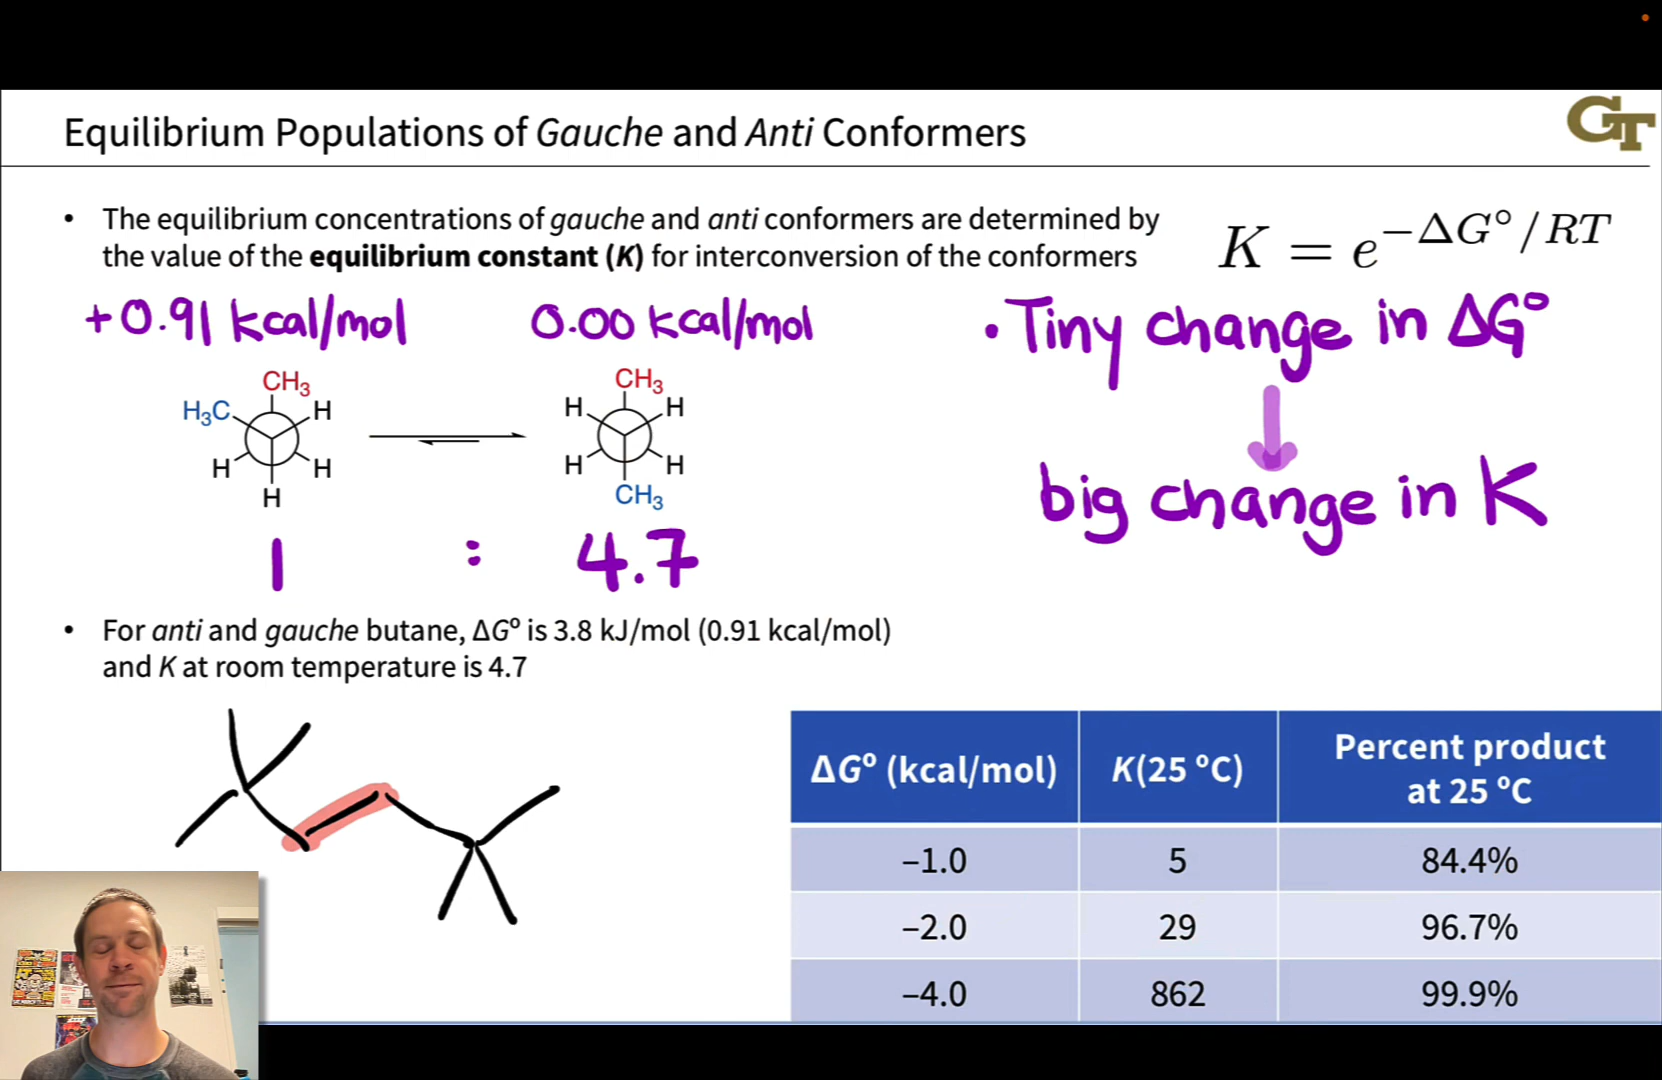 Equilibrium Populations of Gauche and Anti Conformers
GT
• The equilibrium concentrations of gauche and anti conformers are determined by
the value of the equilibrium constant (K) for interconversion of the conformers
K = e^{−ΔG°/RT}
+0.91 kcal/mol
0.00 kcal/mol
• Tiny change in ΔG°
big change in K
CH₃
H₃C
H
H
H
H
CH₃
H
H
H
H
CH₃
1 : 4.7
• For anti and gauche butane, ΔGº is 3.8 kJ/mol (0.91 kcal/mol)
and K at room temperature is 4.7
ΔGº (kcal/mol) K(25 ºC) Percent product
at 25 ºC
−1.0 5 84.4%
−2.0 29 96.7%
−4.0 862 99.9%